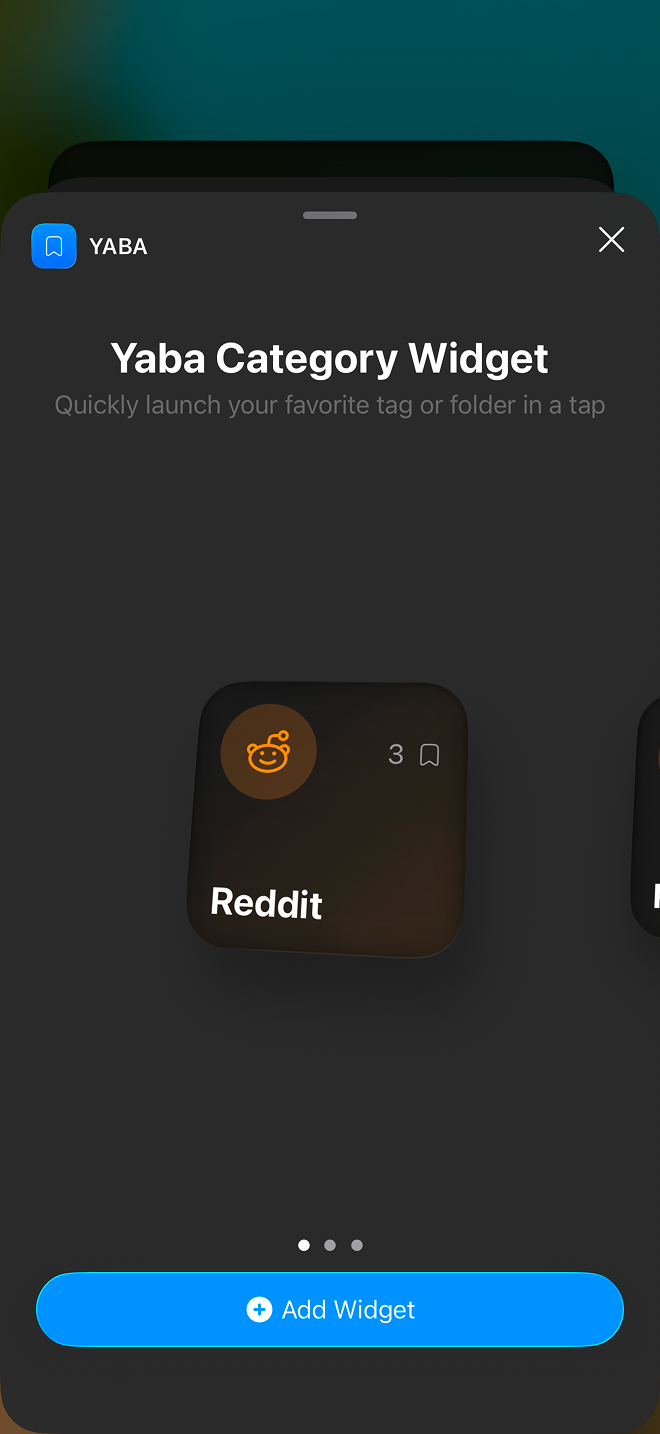 YABA
Yaba Category Widget
Quickly launch your favorite tag or folder in a tap
3
Reddit
Add Widget